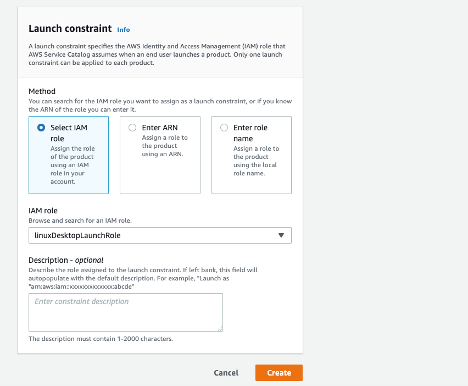 Launch constraint Info
A launch constraint specifies the AWS Identity and Access Management (IAM) role that
AWS Service Catalog assumes when an end user launches a product. Only one launch
constraint can be applied to each product.
Method
You can search for the IAM role you want to assign as a launch constraint, or if you know
the ARN of the role you can enter it.
Select IAM
role
Assign the role
of the product
using an IAM
role in your
account.
Enter ARN
Assign a role to
the product
using an ARN.
Enter role
name
Assign a role to
the product
using the local
role name.
IAM role
Browse and search for an IAM role.
linuxDesktopLaunchRole
Description - optional
Describe the role assigned to the launch constraint. If left bank, this field will
autopopulate with the default description. For example, "Launch as
Enter constraint description
The description must contain 1-2000 characters.
Cancel
Create